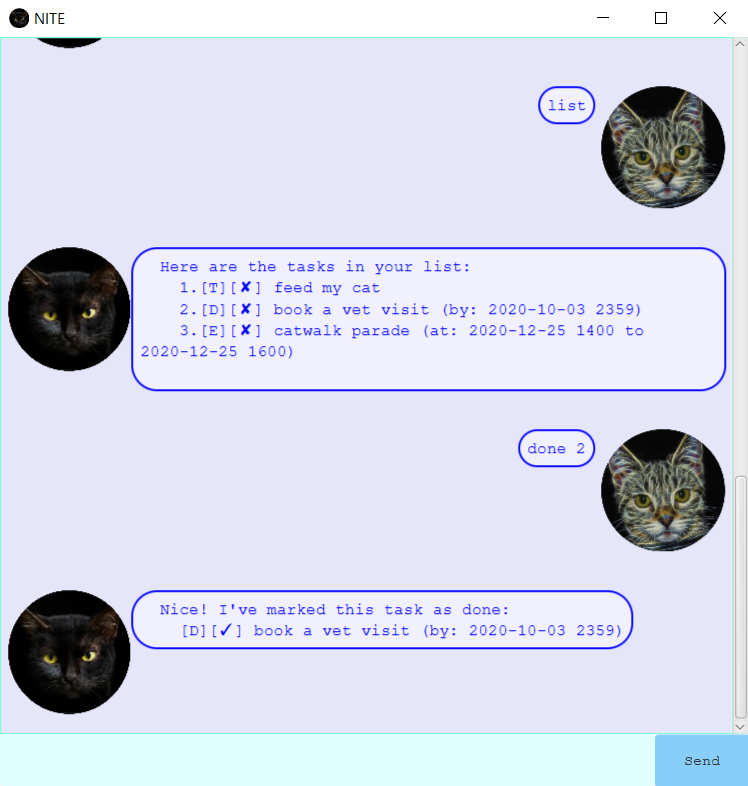 NITE
list
Here are the tasks in your list:
1.[T][✘] feed my cat
2.[D][✘] book a vet visit (by: 2020-10-03 2359)
3.[E][✘] catwalk parade (at: 2020-12-25 1400 to
2020-12-25 1600)
done 2
Nice! I've marked this task as done:
[D][✓] book a vet visit (by: 2020-10-03 2359)
Send